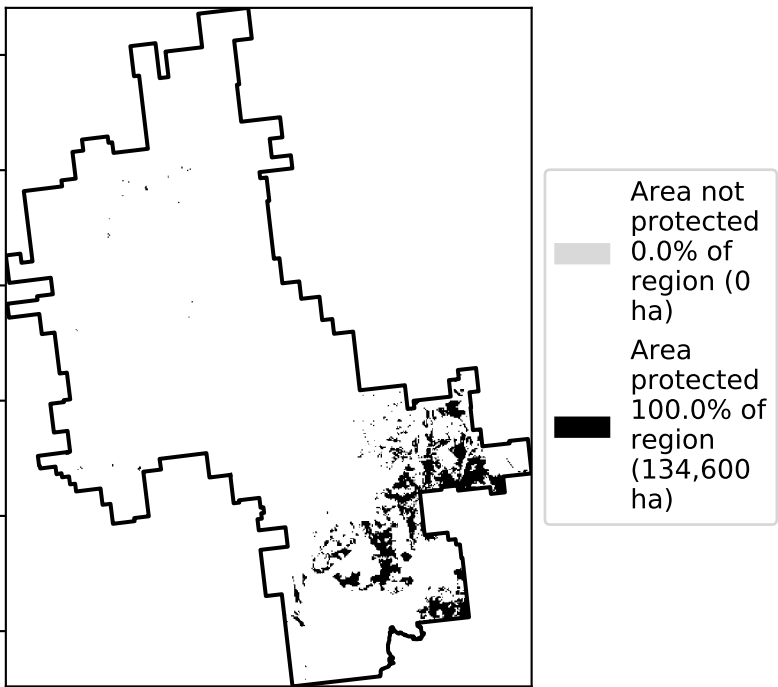 Area not
protected
0.0% of
region (0
ha)
Area
protected
100.0% of
region
(134,600
ha)